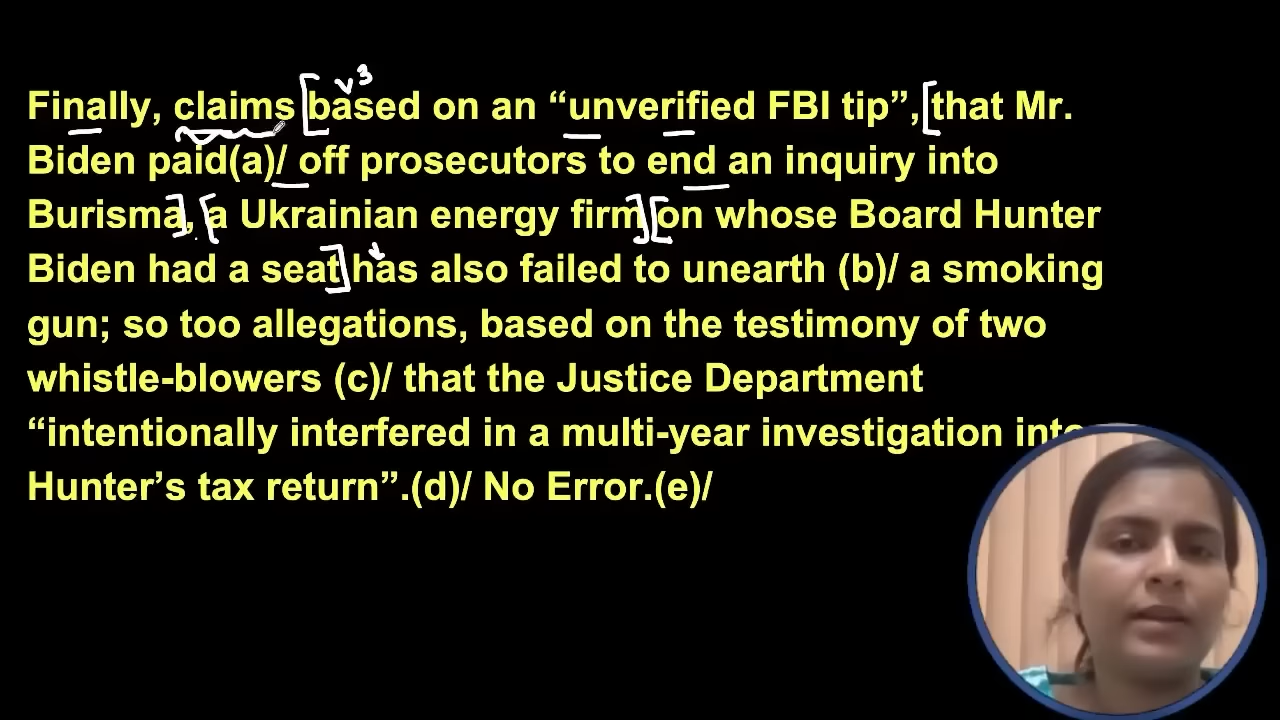 v3
Finally, claims [based on an “unverified FBI tip”, [that Mr.
Biden paid(a)/ off prosecutors to end an inquiry into
Burisma], [a Ukrainian energy firm] [on whose Board Hunter
Biden had a seat] has also failed to unearth (b)/ a smoking
gun; so too allegations, based on the testimony of two
whistle-blowers (c)/ that the Justice Department
“intentionally interfered in a multi-year investigation into
Hunter’s tax return”.(d)/ No Error.(e)/